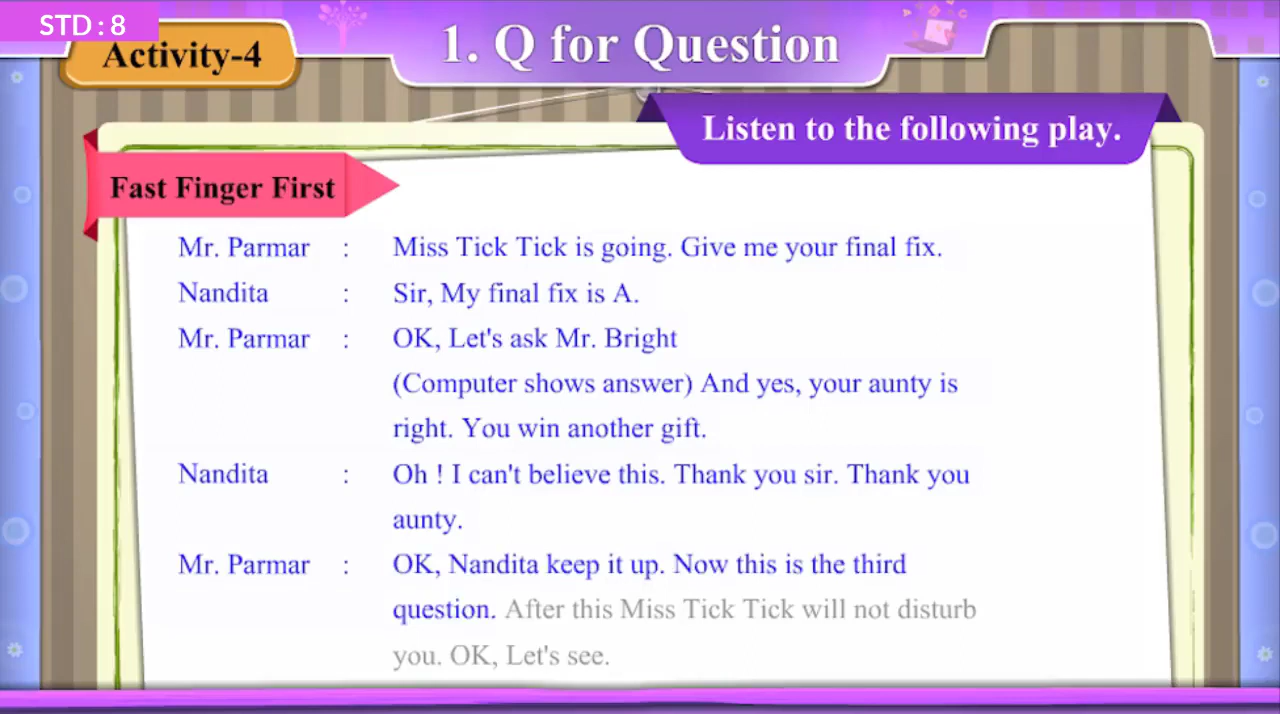 STD : 8
Activity-4
1. Q for Question
Listen to the following play.
Fast Finger First
Mr. Parmar : Miss Tick Tick is going. Give me your final fix.
Nandita : Sir, My final fix is A.
Mr. Parmar : OK, Let's ask Mr. Bright
(Computer shows answer) And yes, your aunty is
right. You win another gift.
Nandita : Oh ! I can't believe this. Thank you sir. Thank you
aunty.
Mr. Parmar : OK, Nandita keep it up. Now this is the third
question. After this Miss Tick Tick will not disturb
you. OK, Let's see.